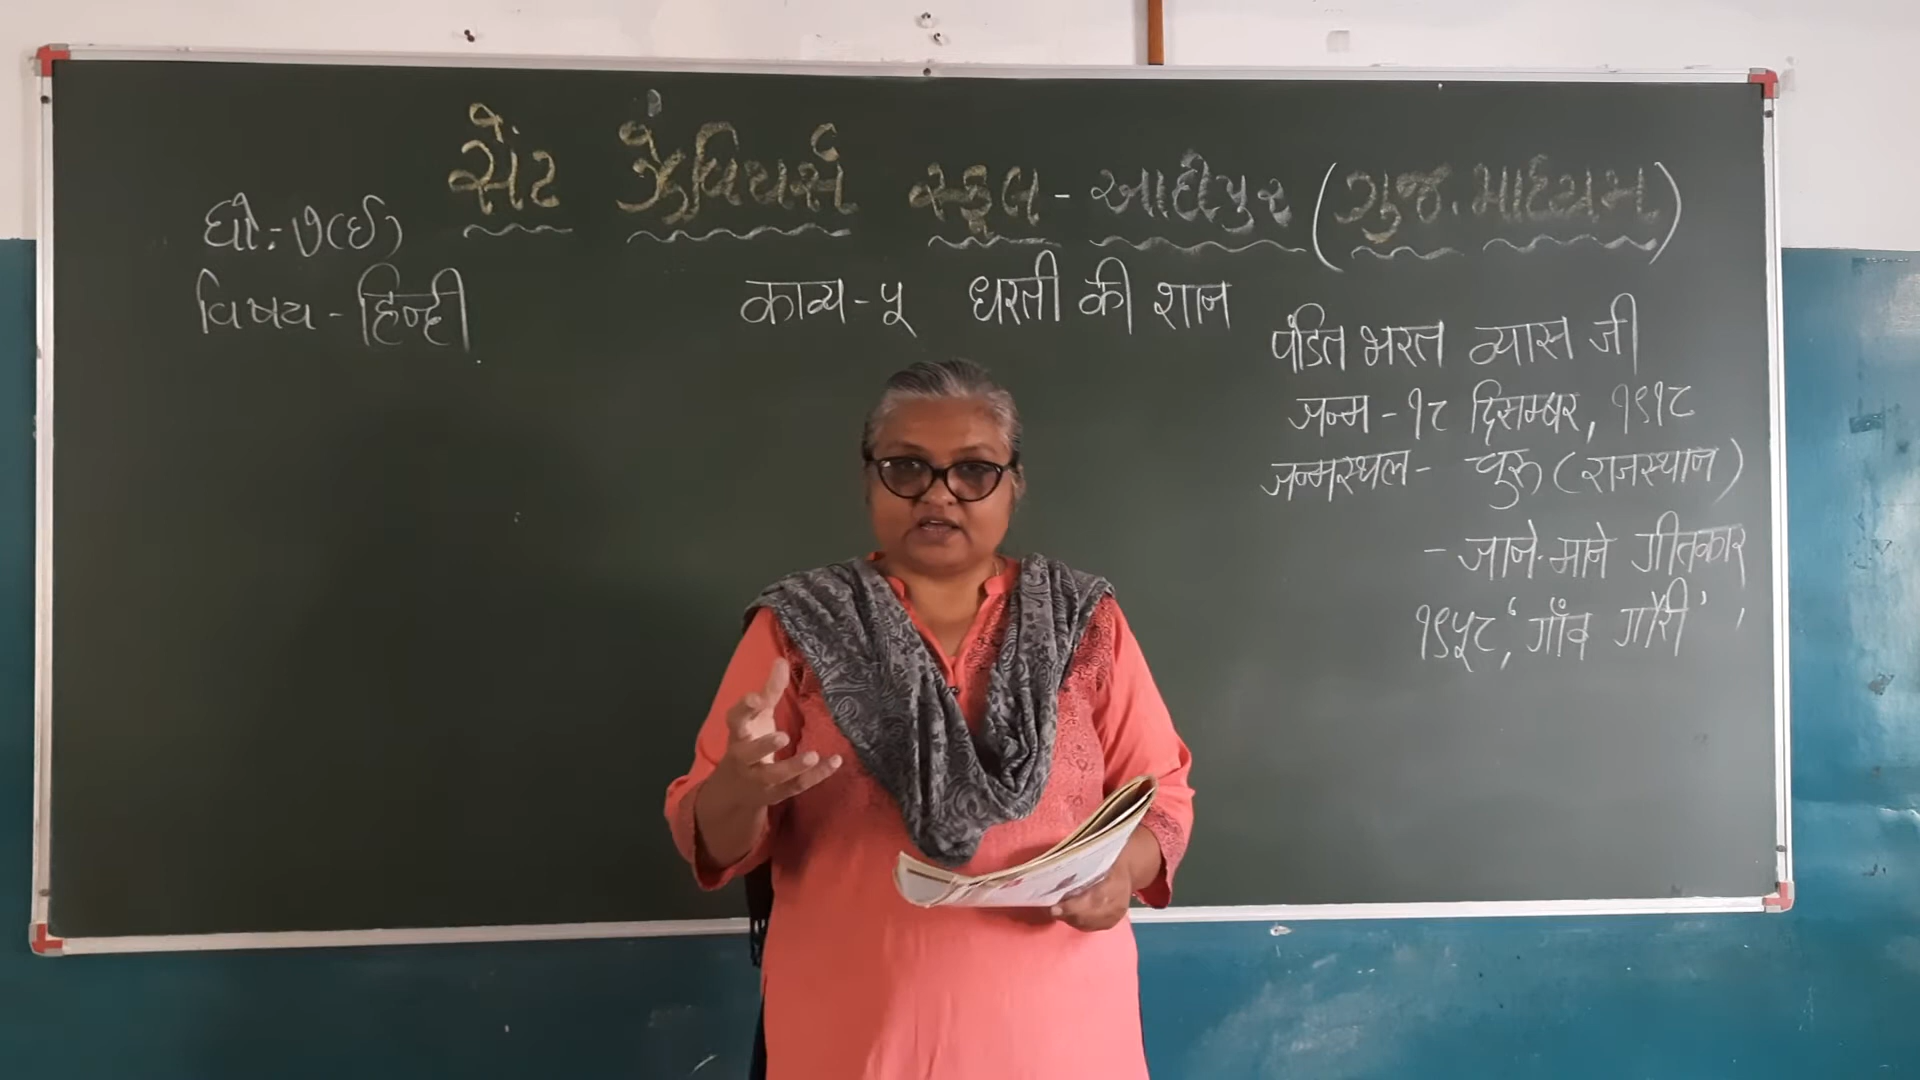 સેંટ ઝેવિયર્સ સ્કૂલ - આદીપુર (ગુજ. માધ્યમ)
ધો:- ૭(ઈ)
विषय - हिन्दी
काव्य - ५ धरती की शान
पंडित भरत व्यास जी
जन्म - १८ दिसम्बर, १९१८
जन्मस्थल - चुरू (राजस्थान)
- जाने-माने गीतकार
१९५८, 'गाँव गौरी',